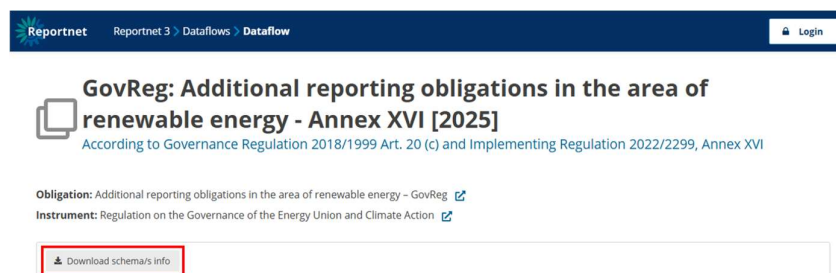 Reportnet Reportnet 3 > Dataflows > Dataflow Login
GovReg: Additional reporting obligations in the area of
renewable energy - Annex XVI [2025]
According to Governance Regulation 2018/1999 Art. 20 (c) and Implementing Regulation 2022/2299, Annex XVI
Obligation: Additional reporting obligations in the area of renewable energy – GovReg
Instrument: Regulation on the Governance of the Energy Union and Climate Action
Download schema/s info